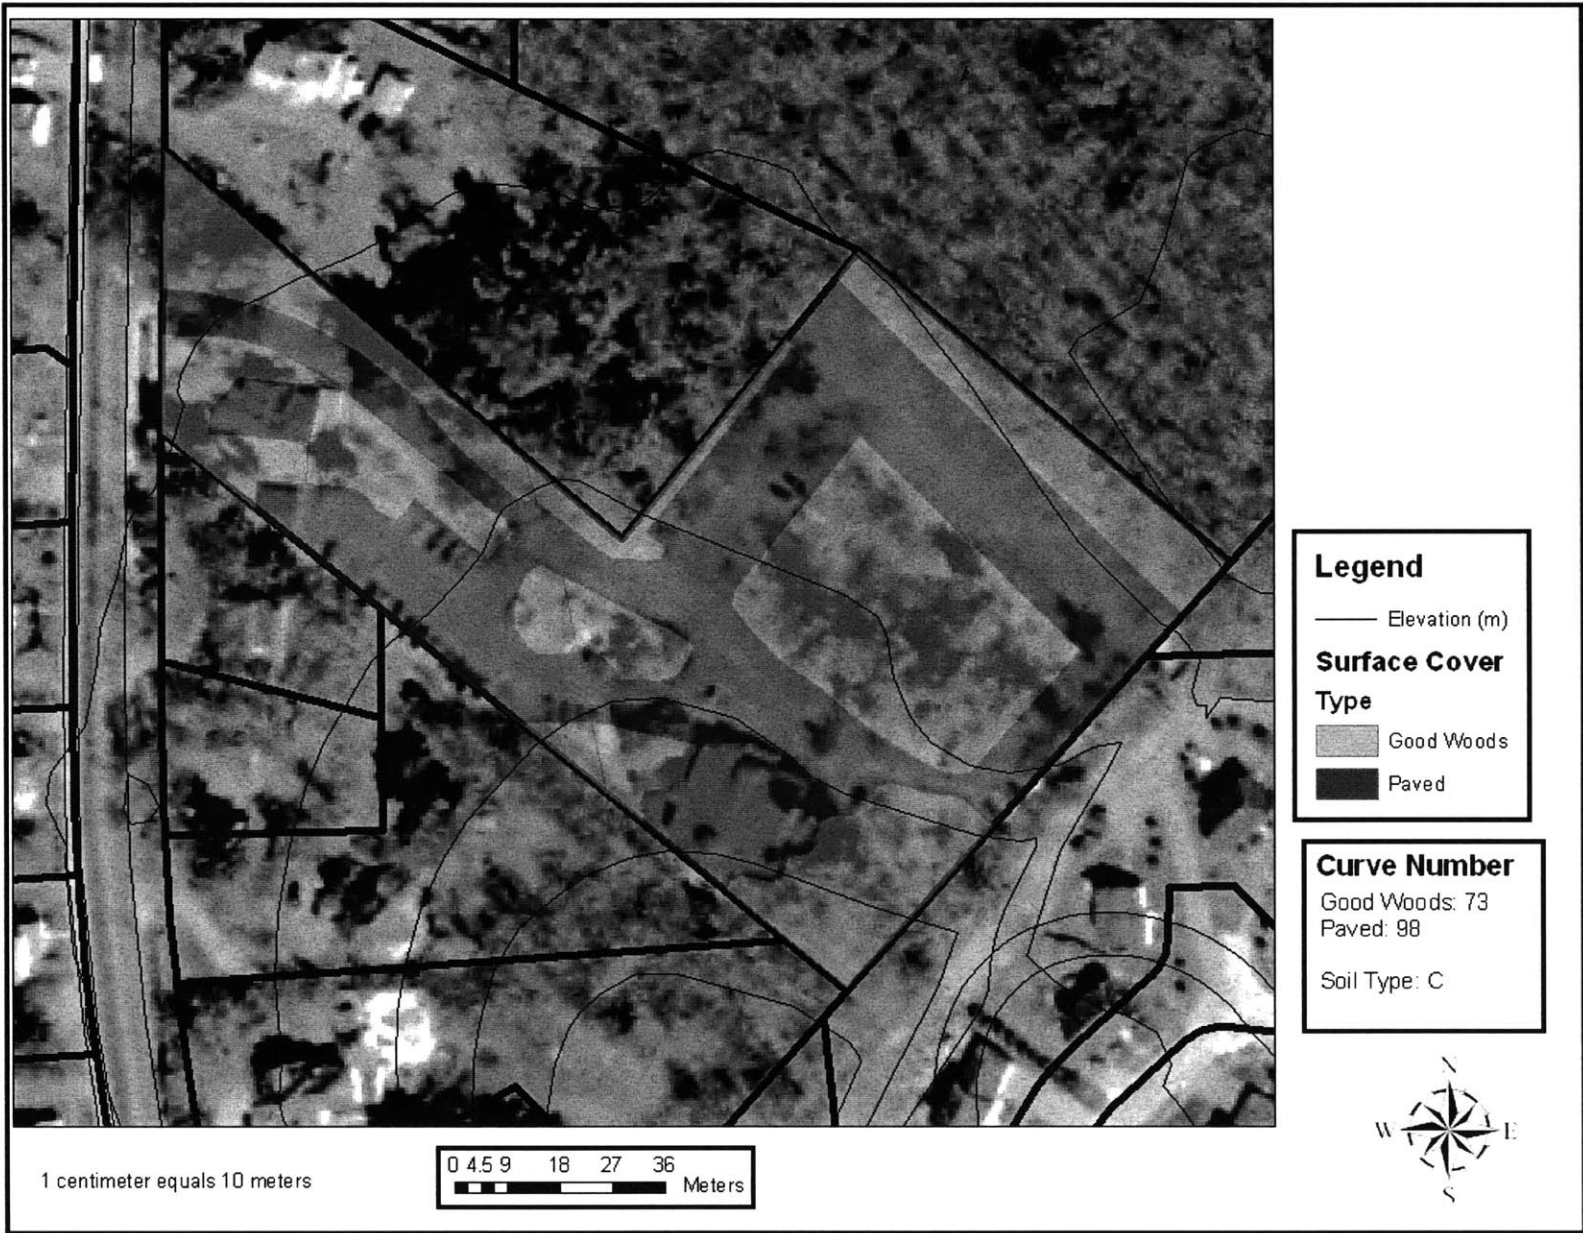 Legend
Elevation (m)
Surface Cover
Type
Good Woods
Paved
Curve Number
Good Woods: 73
Paved: 98
Soil Type: C
N
W E
S
1 centimeter equals 10 meters
0 4.5 9 18 27 36
Meters